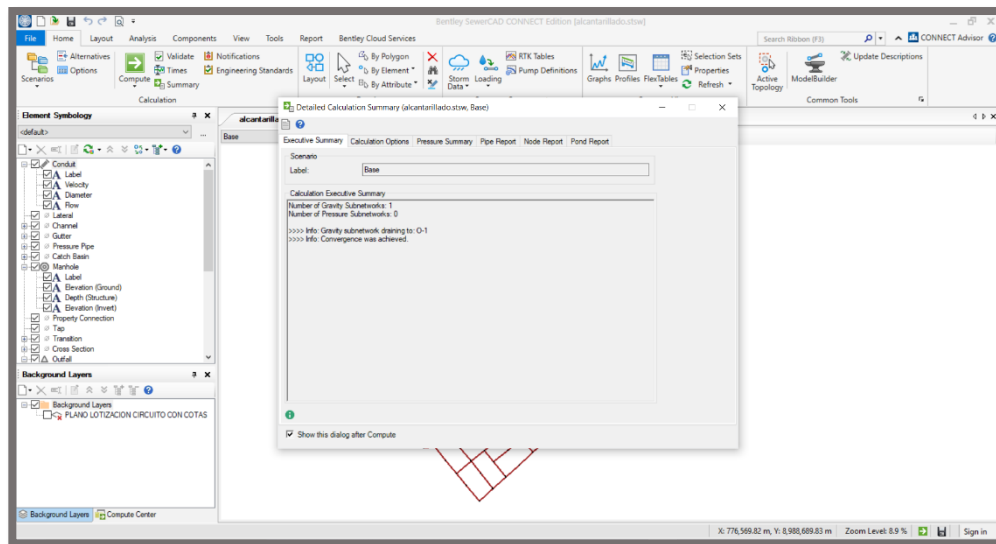 Bentley SewerCAD CONNECT Edition [alcantarillado.stsw]
File Home Layout Analysis Components View Tools Report Bentley Cloud Services
Search Ribbon (F3)
CONNECT Advisor
Scenarios
Alternatives
Options
Compute
Validate
Times
Summary
Notifications
Engineering Standards
Calculation
Layout
Select
By Polygon
By Element
By Attribute
Storm Data
Loading
RTK Tables
Pump Definitions
Graphs Profiles FlexTables
Selection Sets
Properties
Refresh
Active Topology
ModelBuilder
Update Descriptions
Common Tools
Element Symbology
<default>
Conduit
Label
Velocity
Diameter
Flow
Lateral
Channel
Gutter
Pressure Pipe
Catch Basin
Manhole
Label
Elevation (Ground)
Depth (Structure)
Elevation (Invert)
Property Connection
Tap
Transition
Cross Section
Outfall
Background Layers
Background Layers
PLANO LOTIZACION CIRCUITO CON COTAS
Background Layers Compute Center
alcantarilla
Base
Detailed Calculation Summary (alcantarillado.stsw, Base)
Executive Summary Calculation Options Pressure Summary Pipe Report Node Report Pond Report
Scenario
Label: Base
Calculation Executive Summary
Number of Gravity Subnetworks: 1
Number of Pressure Subnetworks: 0
>>>> Info: Gravity subnetwork draining to: O-1
>>>> Info: Convergence was achieved.
Show this dialog after Compute
X: 776,569.82 m, Y: 8,988,689.83 m Zoom Level: 8.9 % Sign in